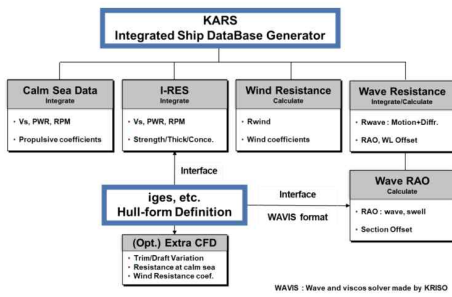 KARS
Integrated Ship DataBase Generator
Calm Sea Data
Integrate
• Vs, PWR, RPM
• Propulsive coefficients
I-RES
Integrate
• Vs, PWR, RPM
• Strength/Thick/Conce.
Wind Resistance
Calculate
• Rwind
• Wind coefficients
Wave Resistance
Integrate/Calculate
• Rwave : Motion+Diffr.
• RAO, WL Offset
Interface
iges, etc.
Hull-form Definition
Interface
WAVIS format
Wave RAO
Calculate
• RAO : wave, swell
• Section Offset
(Opt.) Extra CFD
• Trim/Draft Variation
• Resistance at calm sea
• Wind Resistance coef.
WAVIS : Wave and viscos solver made by KRISO